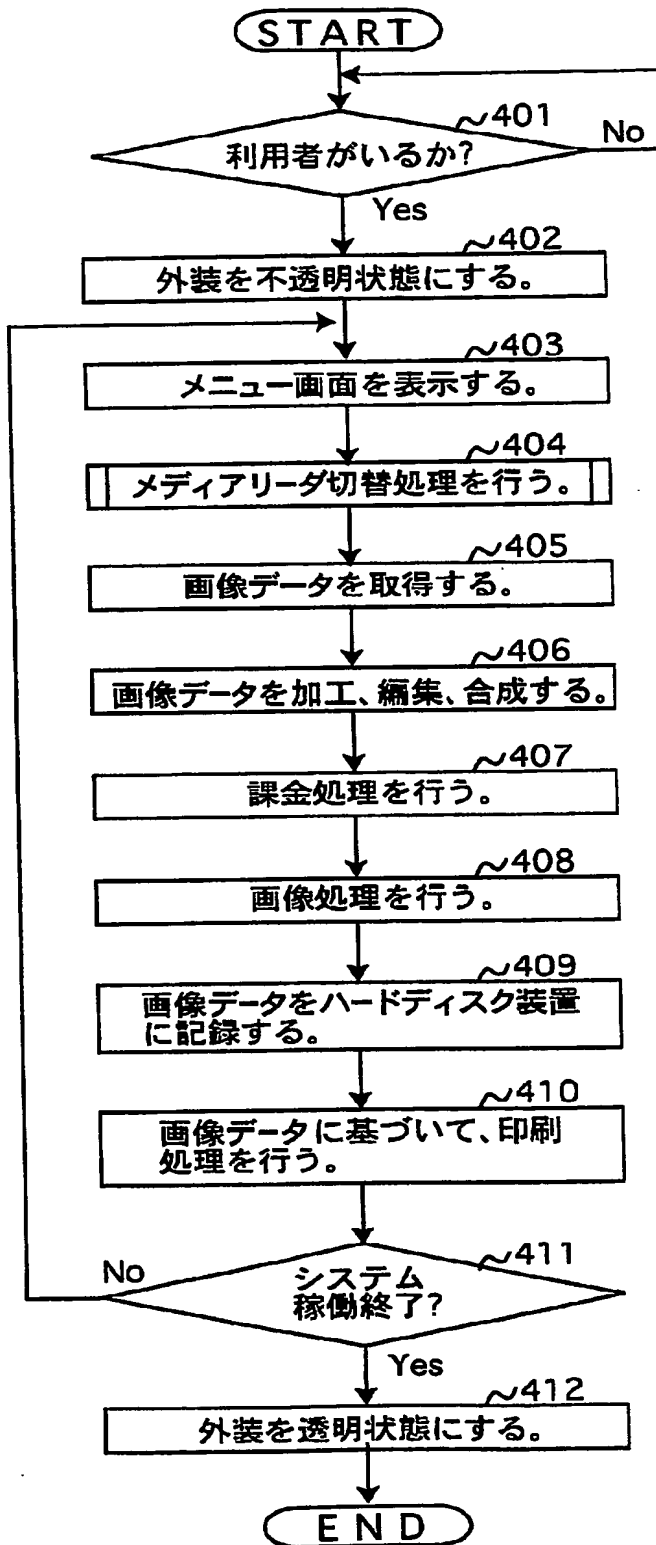 START
401
利用者がいるか?
No
Yes
402
外装を不透明状態にする。
403
メニュー画面を表示する。
404
メディアリーダ切替処理を行う。
405
画像データを取得する。
406
画像データを加工、編集、合成する。
407
課金処理を行う。
408
画像処理を行う。
409
画像データをハードディスク装置
に記録する。
410
画像データに基づいて、印刷
処理を行う。
411
No
システム
稼働終了?
Yes
412
外装を透明状態にする。
END